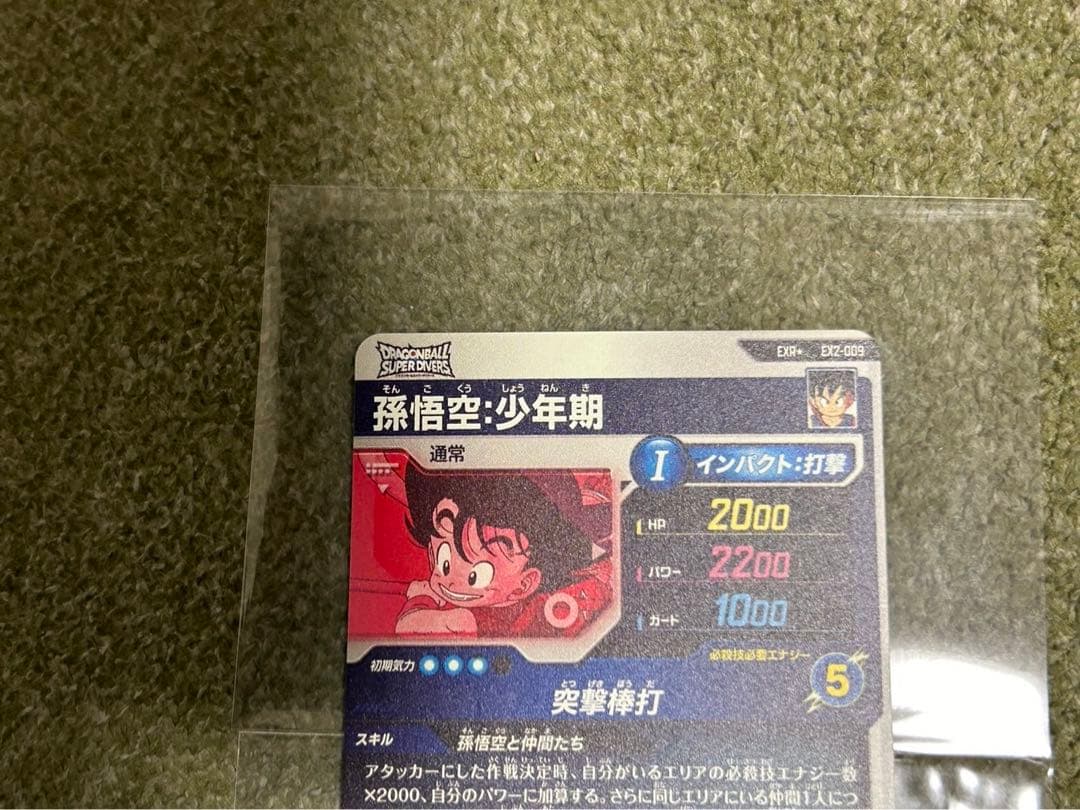 DRAGONBALL
SUPER DIVERS
EXR★ EX2-009
そん ご くう しょう ねん き
孫悟空:少年期
通常
I インパクト:打撃
HP 2000
パワー 2200
ガード 1000
初期気力
必殺技必要エナジー
5
とつ げき ぼう だ
突撃棒打
スキル 孫悟空と仲間たち
アタッカーにした作戦決定時、自分がいるエリアの必殺技エナジー数
×2000、自分のパワーに加算する。さらに同じエリアにいる仲間1人につ